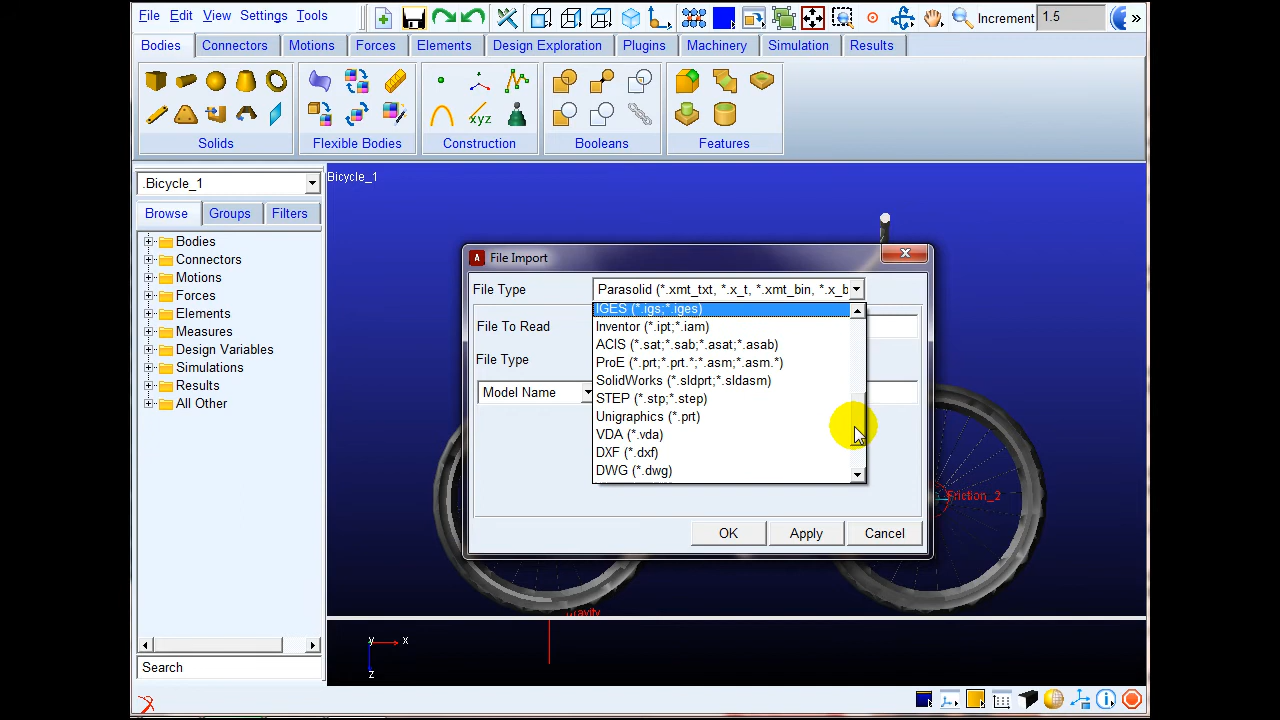 File Edit View Settings Tools
Increment 1.5 »
Bodies Connectors Motions Forces Elements Design Exploration Plugins Machinery Simulation Results
xyz
Solids Flexible Bodies Construction Booleans Features
.Bicycle_1
Browse Groups Filters
Bodies
Connectors
Motions
Forces
Elements
Measures
Design Variables
Simulations
Results
All Other
Search
Bicycle_1
A File Import
File Type Parasolid (*.xmt_txt, *.x_t, *.xmt_bin, *.x_b
File To Read
File Type
Model Name
IGES (*.igs;*.iges)
Inventor (*.ipt;*.iam)
ACIS (*.sat;*.sab;*.asat;*.asab)
ProE (*.prt;*.prt.*;*.asm;*.asm.*)
SolidWorks (*.sldprt;*.sldasm)
STEP (*.stp;*.step)
Unigraphics (*.prt)
VDA (*.vda)
DXF (*.dxf)
DWG (*.dwg)
OK Apply Cancel
Friction_2
gravity
y x
z